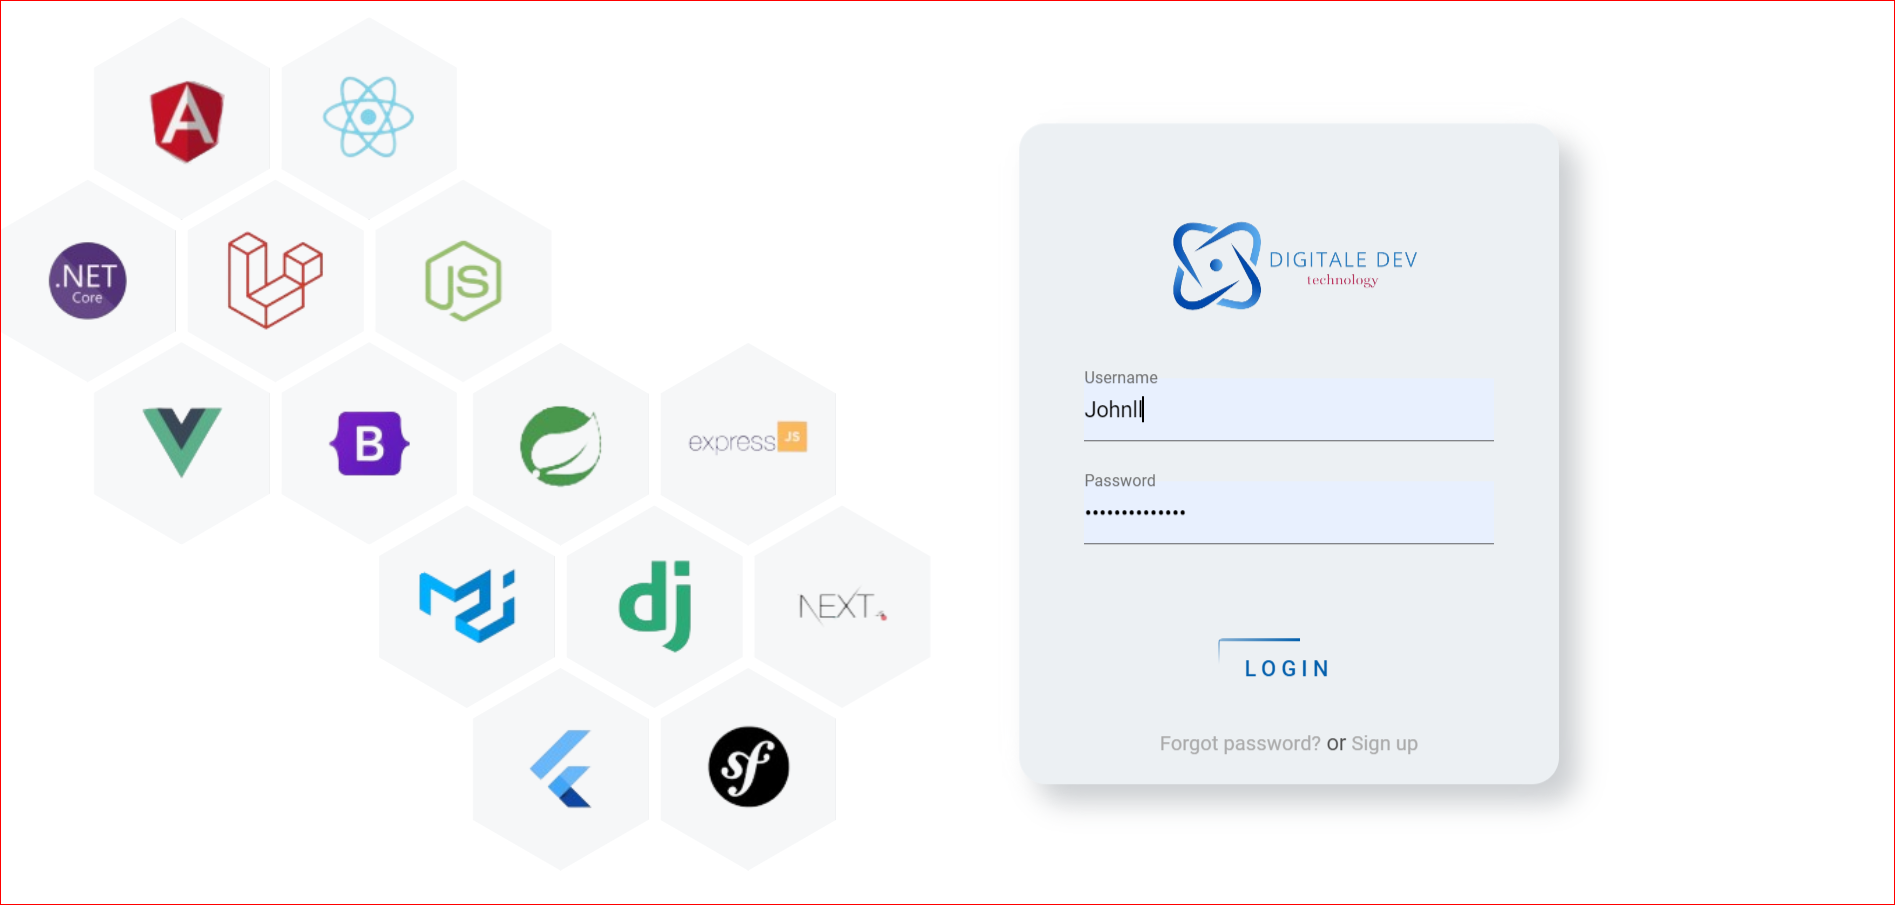 .NET
Core
JS
B
express JS
dj
NEXT.
sf
DIGITALE DEV
technology
Username
Johnll
Password
••••••••••••••
LOGIN
Forgot password? or Sign up